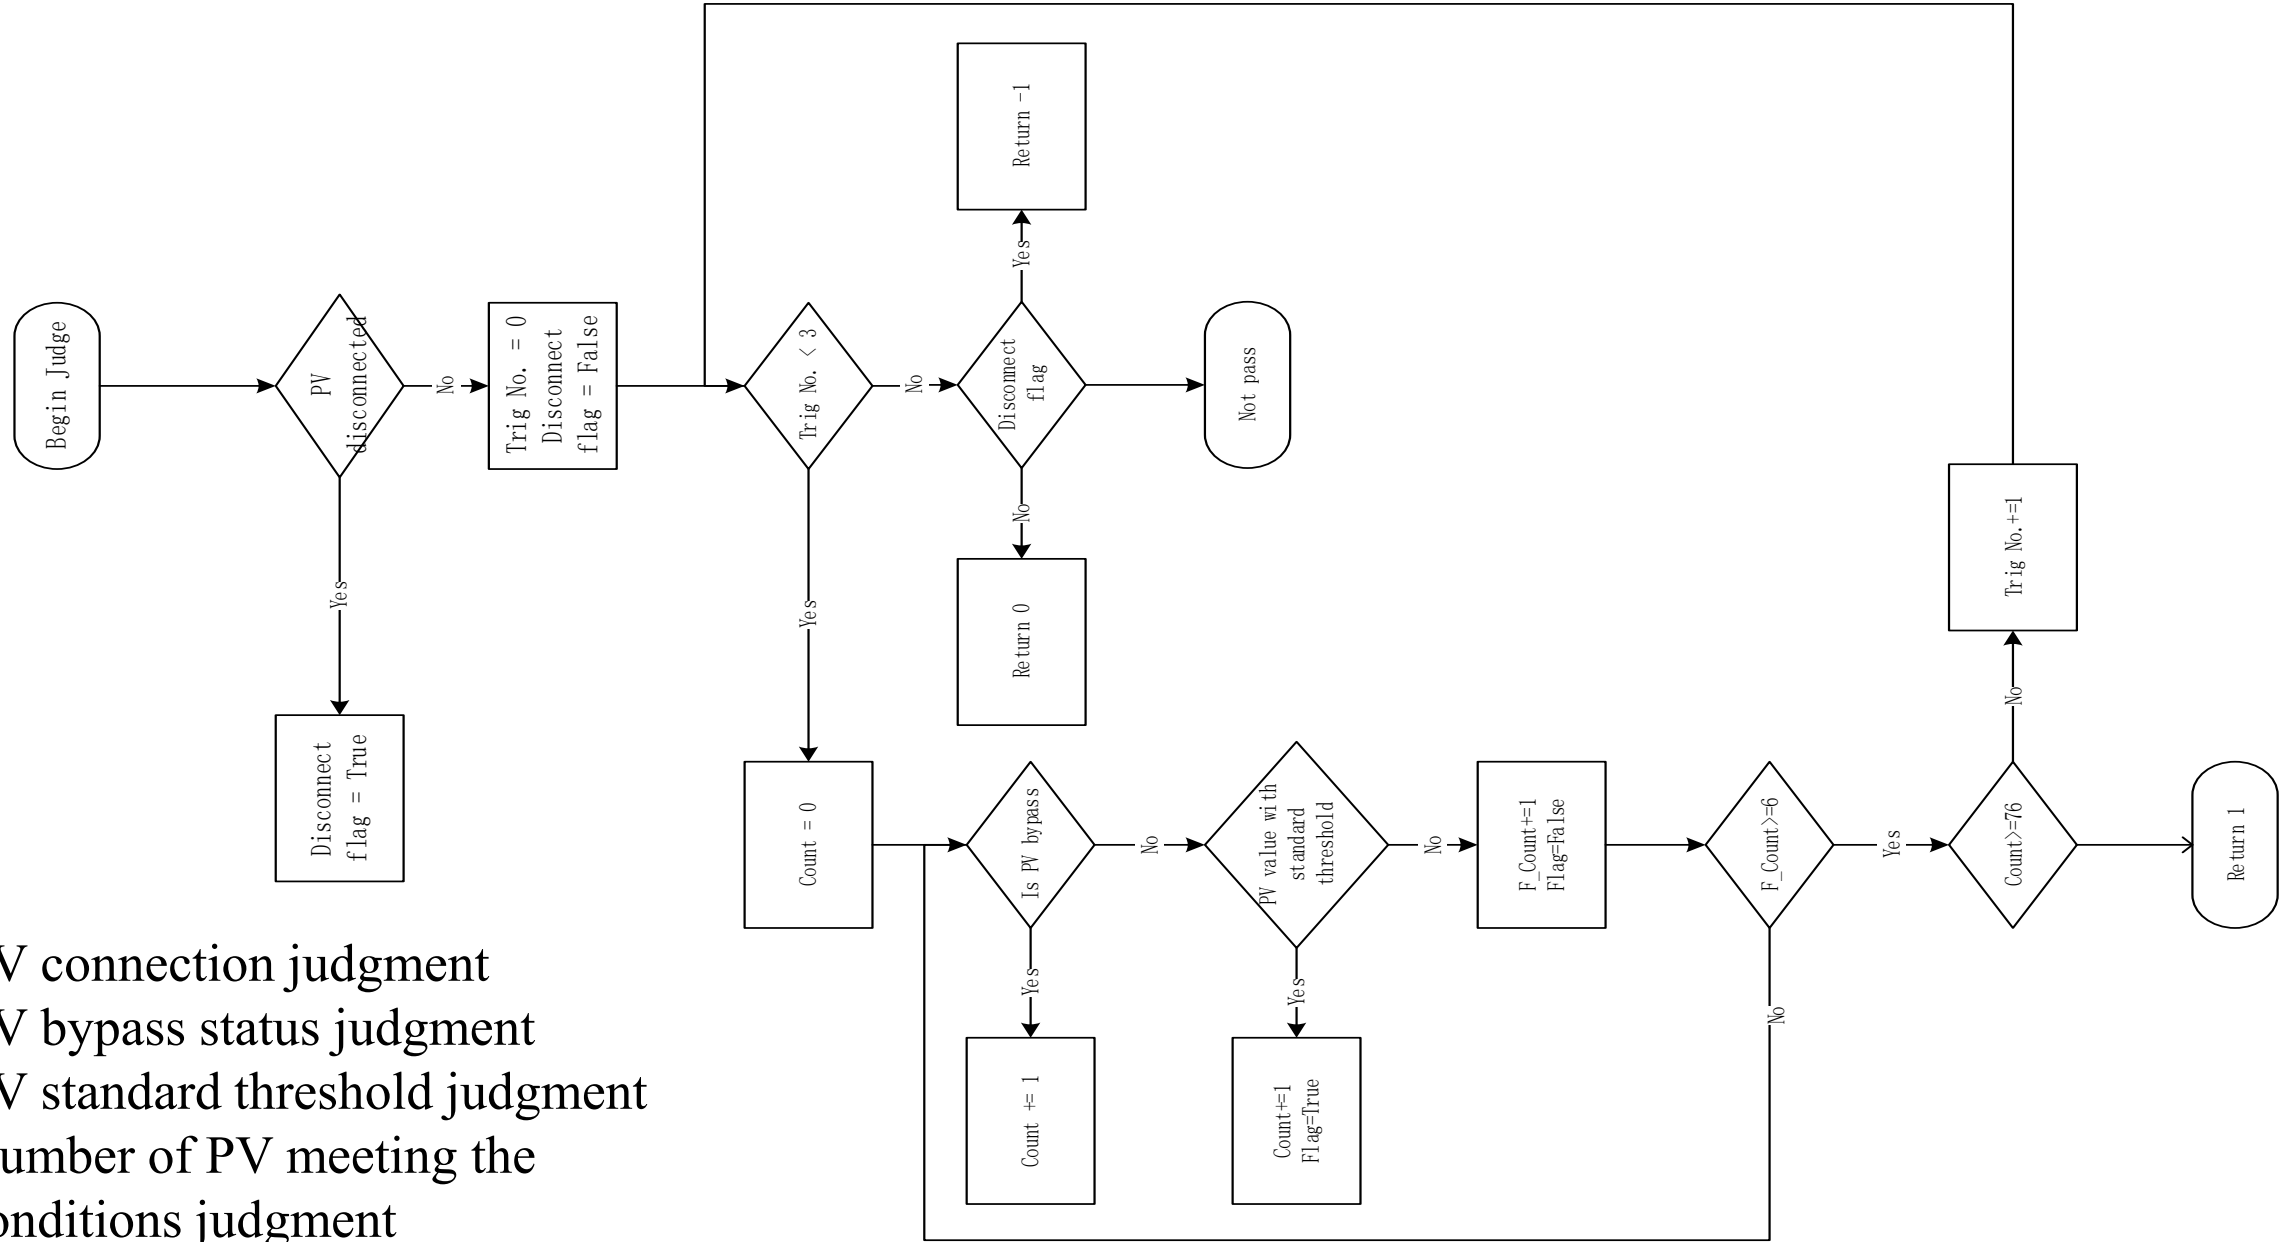 Begin Judge
PV
disconnected
No
Trig No. = 0
Disconnect
flag = False
Trig No. < 3
No
Disconnect
flag
Yes
Return -1
Not pass
No
Return 0
Yes
Disconnect
flag = True
Yes
Count = 0
Is PV bypass
No
PV value with
standard
threshold
No
F_Count+=1
Flag=False
F_Count>=6
Yes
Count>=76
No
Trig No.+=1
Return 1
Yes
Count += 1
Yes
Count+=1
Flag=True
No
V connection judgment
V bypass status judgment
V standard threshold judgment
umber of PV meeting the
onditions judgment